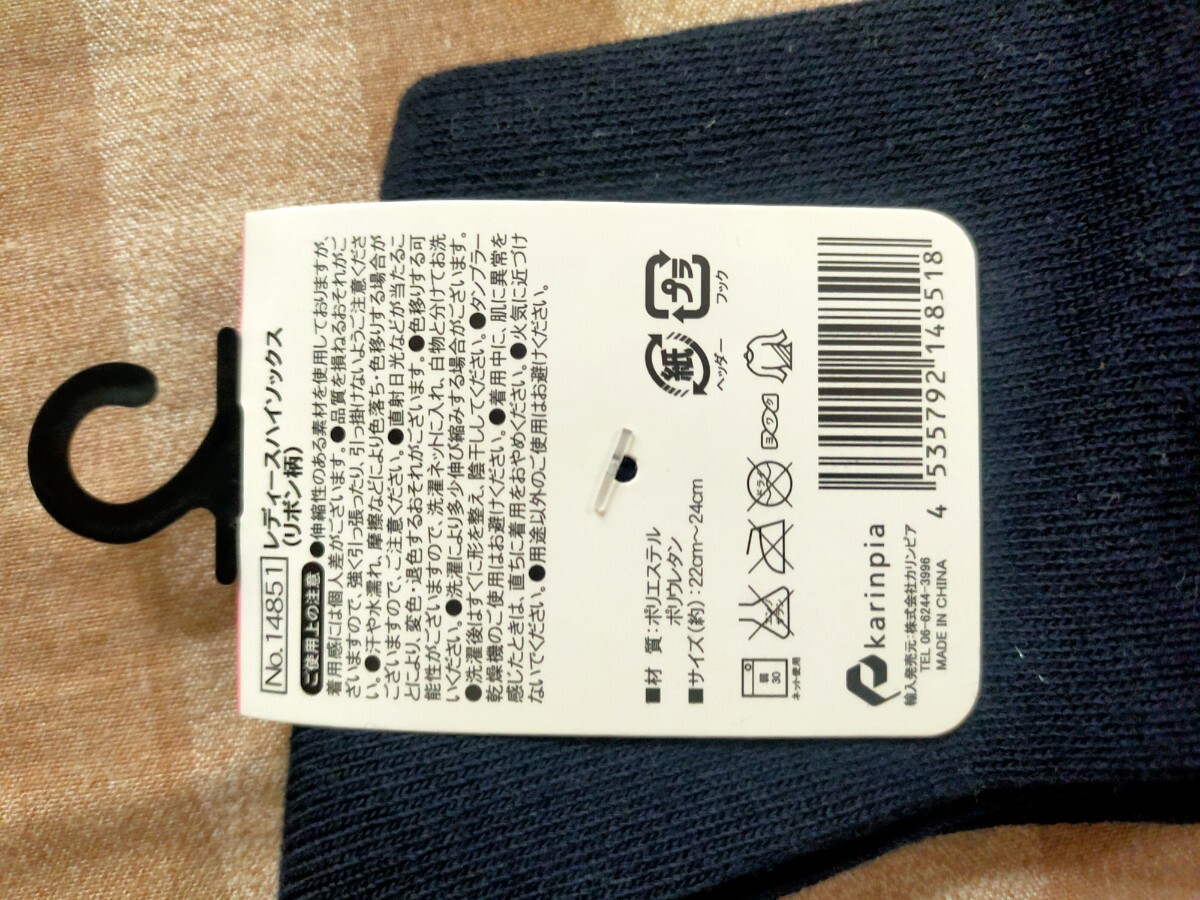 No.14851 レディースハイソックス
(リボン柄)
ご使用上の注意 ●伸縮性のある素材を使用しておりますが、
着用感には個人差がございます。●品質を損ねるおそれがご
ざいますので、強く引っ張ったり、引っ掛けないようご注意くださ
い。●汗や水濡れ、摩擦などにより色落ち・色移りする場合が
ございますので、ご注意ください。●直射日光などが当たるこ
とにより、変色・退色するおそれがございます。●色移りする可
能性がございますので、洗濯ネットに入れ、白物と分けてお洗
いください。●洗濯により多少伸び縮みする場合がございます。
●洗濯後はすぐに形を整え、陰干ししてください。●タンブラー
乾燥機のご使用はお避けください。●着用中に、肌に異常を
感じたときは、直ちに着用をおやめください。●火気に近づけ
ないでください。●用途以外のご使用はお避けください。
紙
ヘッダー
プラ
フック
■材 質:ポリエステル
ポリウレタン
■サイズ(約):22cm〜24cm
弱
30
ネット使用
ドライ
ヨワク
karinpia
輸入発売元:株式会社カリンピア
TEL 06-6244-3996
MADE IN CHINA
4 535792 148518